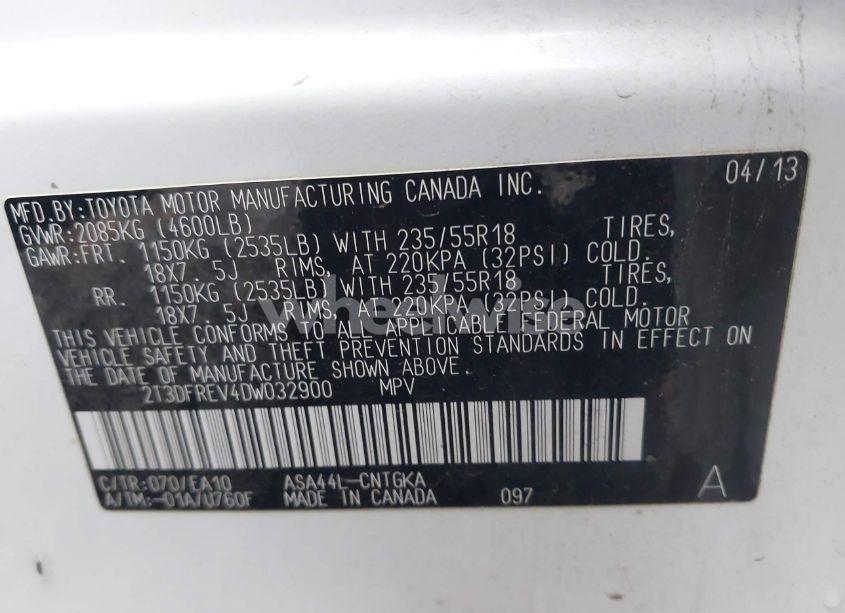 04/13
MFD.BY:TOYOTA MOTOR MANUFACTURING CANADA INC.
GVWR:2085KG (4600LB)
GAWR:FRT. 1150KG (2535LB) WITH 235/55R18 TIRES,
18X7 5J RIMS, AT 220KPA (32PSI) COLD.
RR. 1150KG (2535LB) WITH 235/55R18 TIRES,
18X7 5J RIMS, AT 220KPA (32PSI) COLD.
THIS VEHICLE CONFORMS TO ALL APPLICABLE FEDERAL MOTOR
VEHICLE SAFETY AND THEFT PREVENTION STANDARDS IN EFFECT ON
THE DATE OF MANUFACTURE SHOWN ABOVE.
2T3DFREV4DW032900 MPV
C/TR:070/EA10 ASA44L-CNTGKA
A/TM:-01A/U760F MADE IN CANADA 097 A
wheelwise